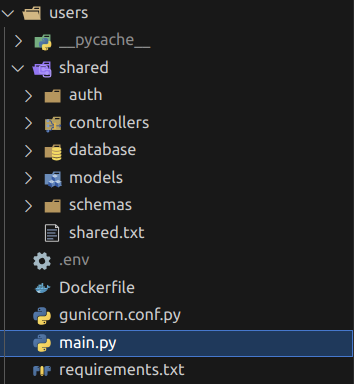 users
__pycache__
shared
auth
controllers
database
models
schemas
shared.txt
.env
Dockerfile
gunicorn.conf.py
main.py
requirements.txt